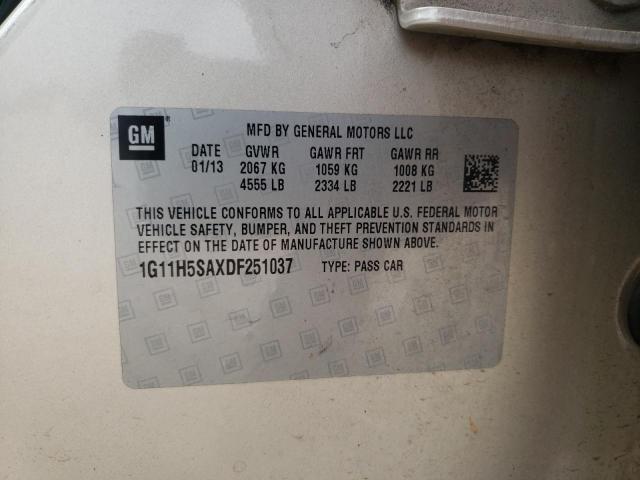 GM
MFD BY GENERAL MOTORS LLC
DATE GVWR GAWR FRT GAWR RR
01/13 2067 KG 1059 KG 1008 KG
4555 LB 2334 LB 2221 LB
THIS VEHICLE CONFORMS TO ALL APPLICABLE U.S. FEDERAL MOTOR
VEHICLE SAFETY, BUMPER, AND THEFT PREVENTION STANDARDS IN
EFFECT ON THE DATE OF MANUFACTURE SHOWN ABOVE.
1G11H5SAXDF251037 TYPE: PASS CAR